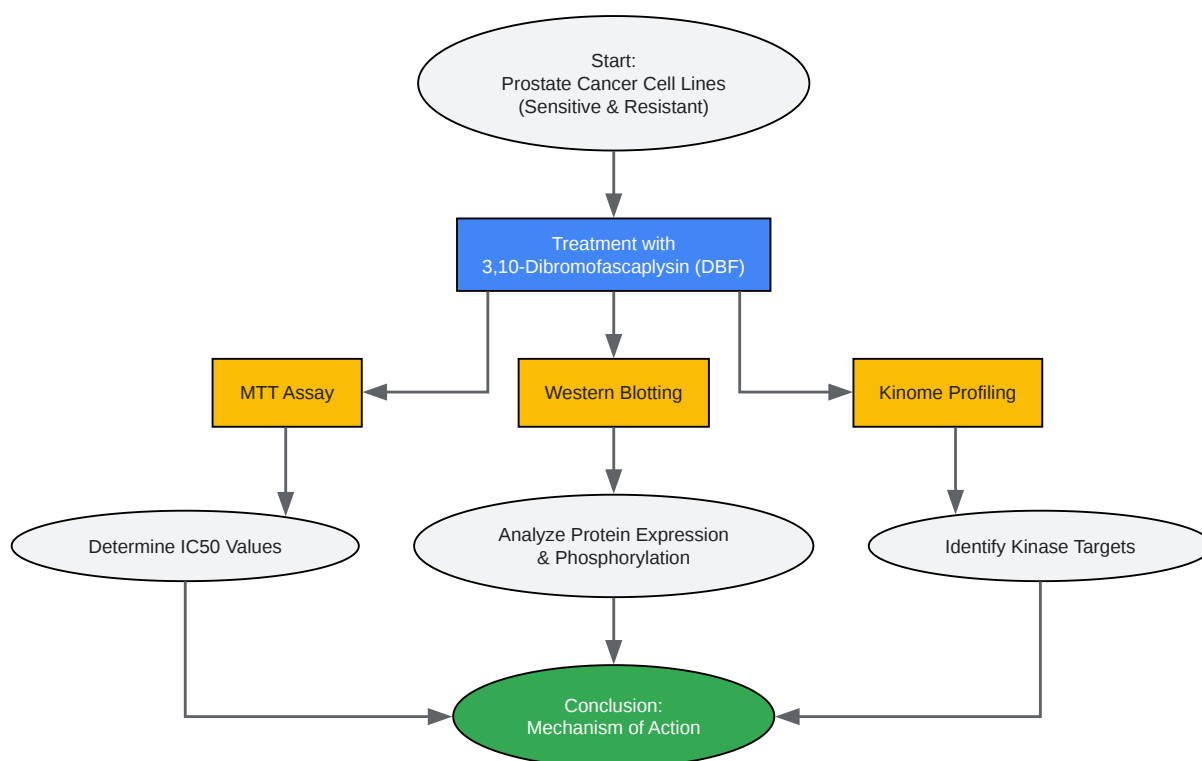 Start:
Prostate Cancer Cell Lines
(Sensitive & Resistant)
Treatment with
3,10-Dibromofascaplysin (DBF)
MTT Assay
Western Blotting
Kinome Profiling
Determine IC50 Values
Analyze Protein Expression
& Phosphorylation
Identify Kinase Targets
Conclusion:
Mechanism of Action